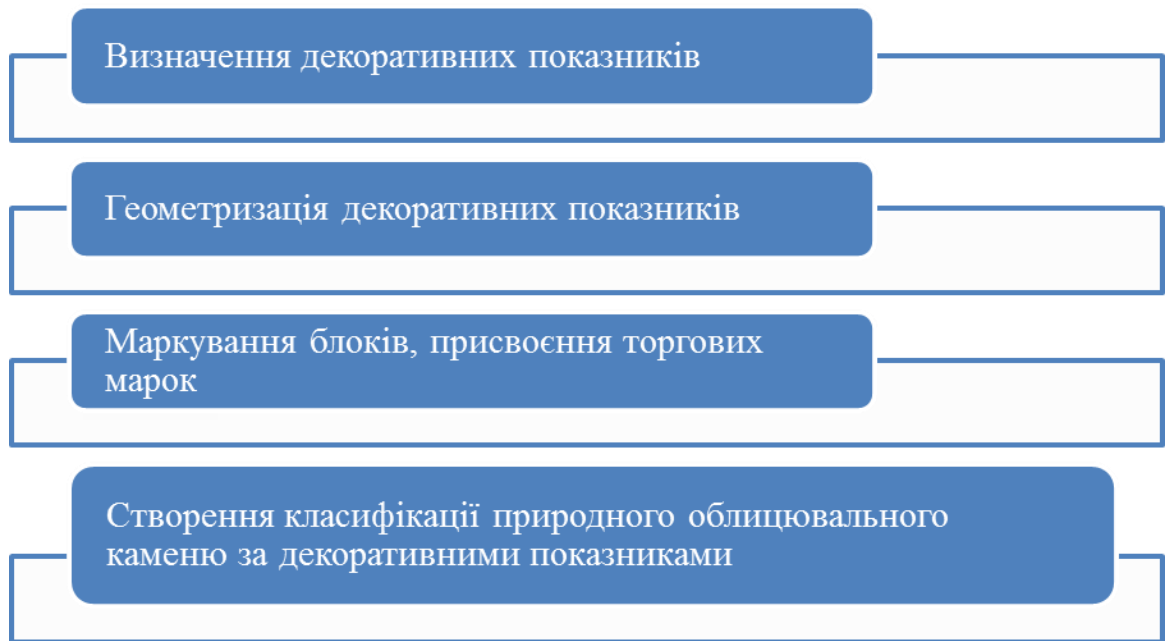 Визначення декоративних показників
Геометризація декоративних показників
Маркування блоків, присвоєння торгових
марок
Створення класифікації природного облицювального
каменю за декоративними показниками